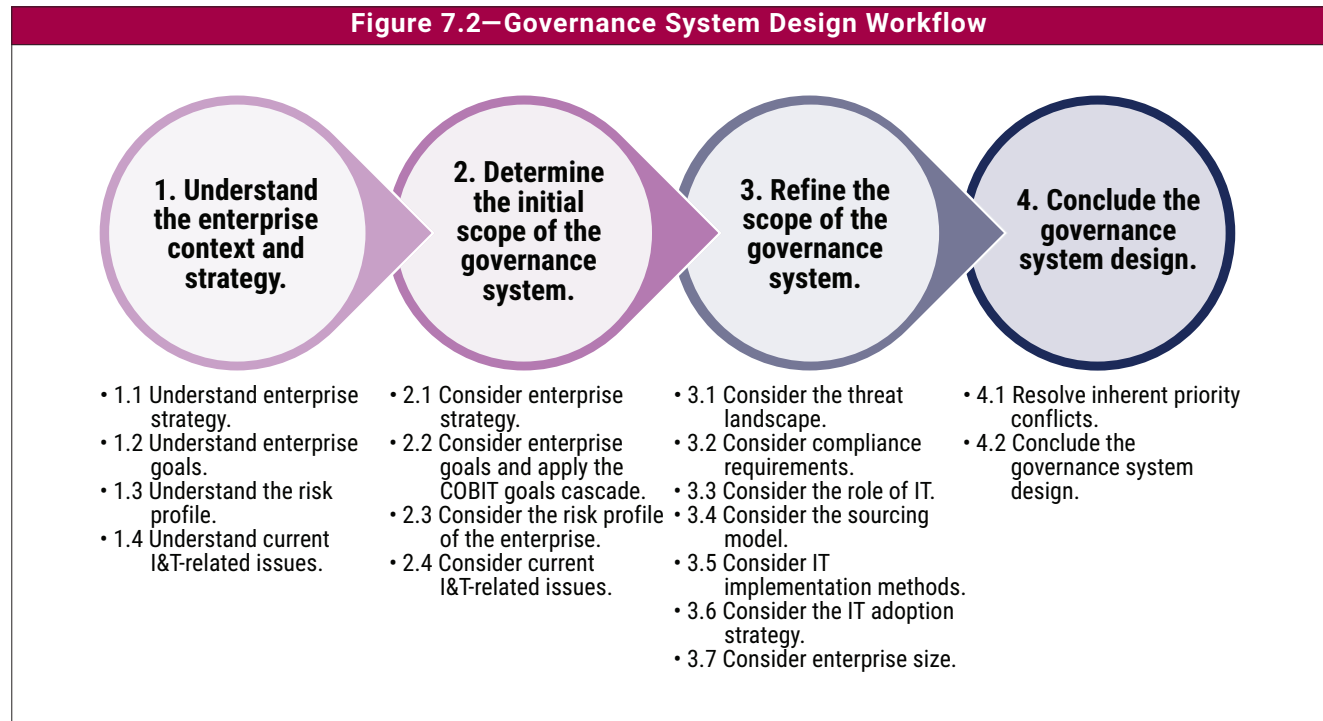 Figure 7.2—Governance System Design Workflow
1. Understand
the enterprise
context and
strategy.
2. Determine
the initial
scope of the
governance
system.
3. Refine the
scope of the
governance
system.
4. Conclude the
governance
system design.
• 1.1 Understand enterprise
strategy.
• 1.2 Understand enterprise
goals.
• 1.3 Understand the risk
profile.
• 1.4 Understand current
I&T-related issues.
• 2.1 Consider enterprise
strategy.
• 2.2 Consider enterprise
goals and apply the
COBIT goals cascade.
• 2.3 Consider the risk profile
of the enterprise.
• 2.4 Consider current
I&T-related issues.
• 3.1 Consider the threat
landscape.
• 3.2 Consider compliance
requirements.
• 3.3 Consider the role of IT.
• 3.4 Consider the sourcing
model.
• 3.5 Consider IT
implementation methods.
• 3.6 Consider the IT adoption
strategy.
• 3.7 Consider enterprise size.
• 4.1 Resolve inherent priority
conflicts.
• 4.2 Conclude the
governance system
design.